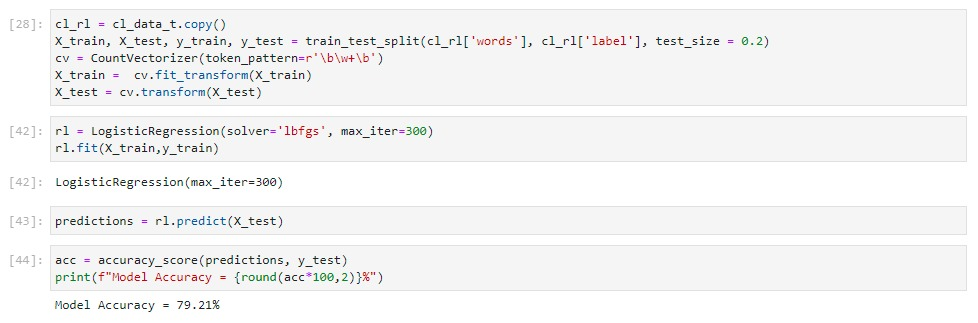 [28]: cl_rl = cl_data_t.copy()
X_train, X_test, y_train, y_test = train_test_split(cl_rl['words'], cl_rl['label'], test_size = 0.2)
cv = CountVectorizer(token_pattern=r'\b\w+\b')
X_train =  cv.fit_transform(X_train)
X_test = cv.transform(X_test)
[42]: rl = LogisticRegression(solver='lbfgs', max_iter=300)
rl.fit(X_train,y_train)
[42]: LogisticRegression(max_iter=300)
[43]: predictions = rl.predict(X_test)
[44]: acc = accuracy_score(predictions, y_test)
print(f"Model Accuracy = {round(acc*100,2)}%")
Model Accuracy = 79.21%